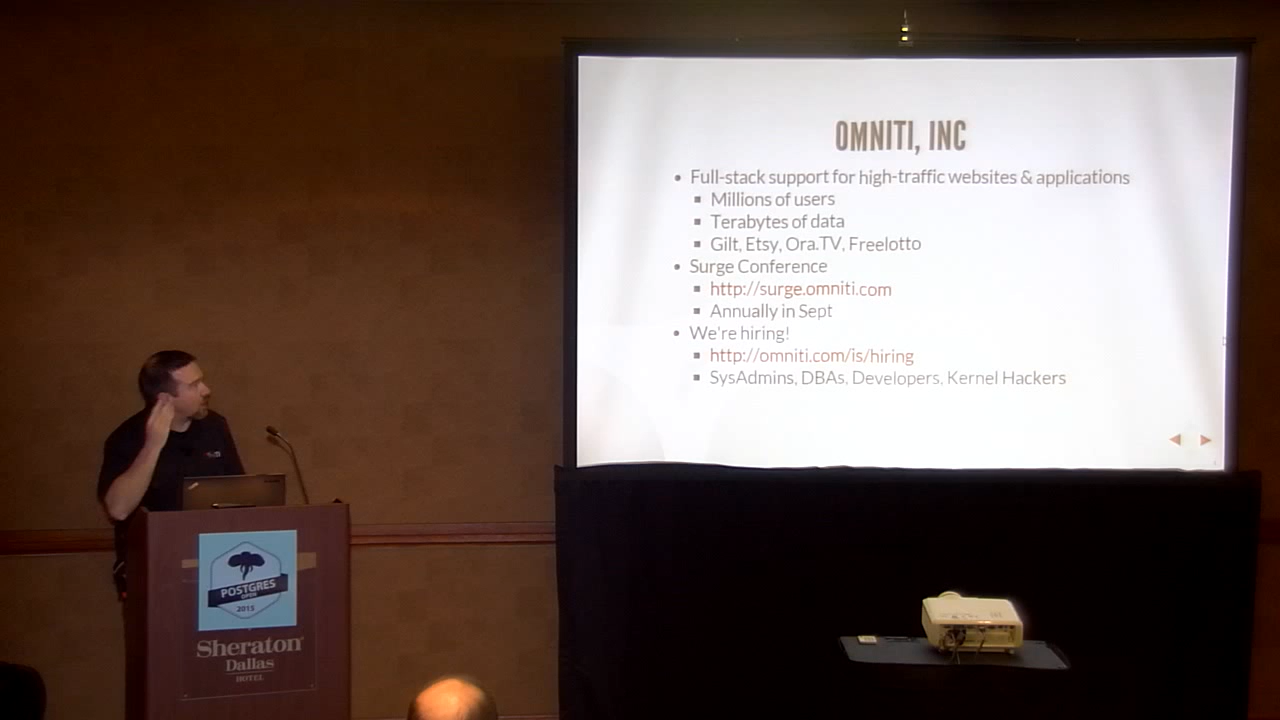 OMNITI, INC
Full-stack support for high-traffic websites & applications
Millions of users
Terabytes of data
Gilt, Etsy, Ora.TV, Freelotto
Surge Conference
http://surge.omniti.com
Annually in Sept
We're hiring!
http://omniti.com/is/hiring
SysAdmins, DBAs, Developers, Kernel Hackers
POSTGRES
OPEN
2015
Sheraton
Dallas
HOTEL